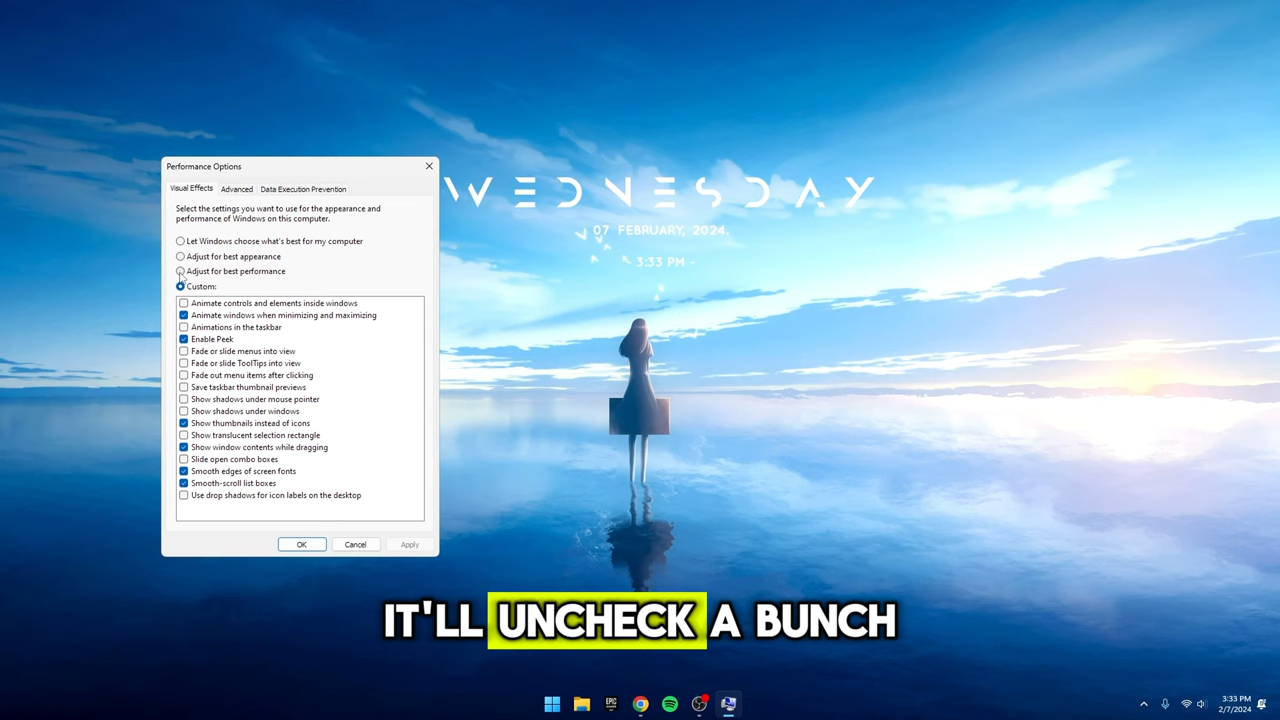 Performance Options
Visual Effects
Advanced
Data Execution Prevention
Select the settings you want to use for the appearance and
performance of Windows on this computer.
Let Windows choose what's best for my computer
Adjust for best appearance
Adjust for best performance
Custom:
Animate controls and elements inside windows
Animate windows when minimizing and maximizing
Animations in the taskbar
Enable Peek
Fade or slide menus into view
Fade or slide ToolTips into view
Fade out menu items after clicking
Save taskbar thumbnail previews
Show shadows under mouse pointer
Show shadows under windows
Show thumbnails instead of icons
Show translucent selection rectangle
Show window contents while dragging
Slide open combo boxes
Smooth edges of screen fonts
Smooth-scroll list boxes
Use drop shadows for icon labels on the desktop
OK
Cancel
Apply
WEDNESDAY
07 FEBRUARY, 2024.
- 3:33 PM -
IT'LL UNCHECK A BUNCH
EPIC
3:33 PM
2/7/2024